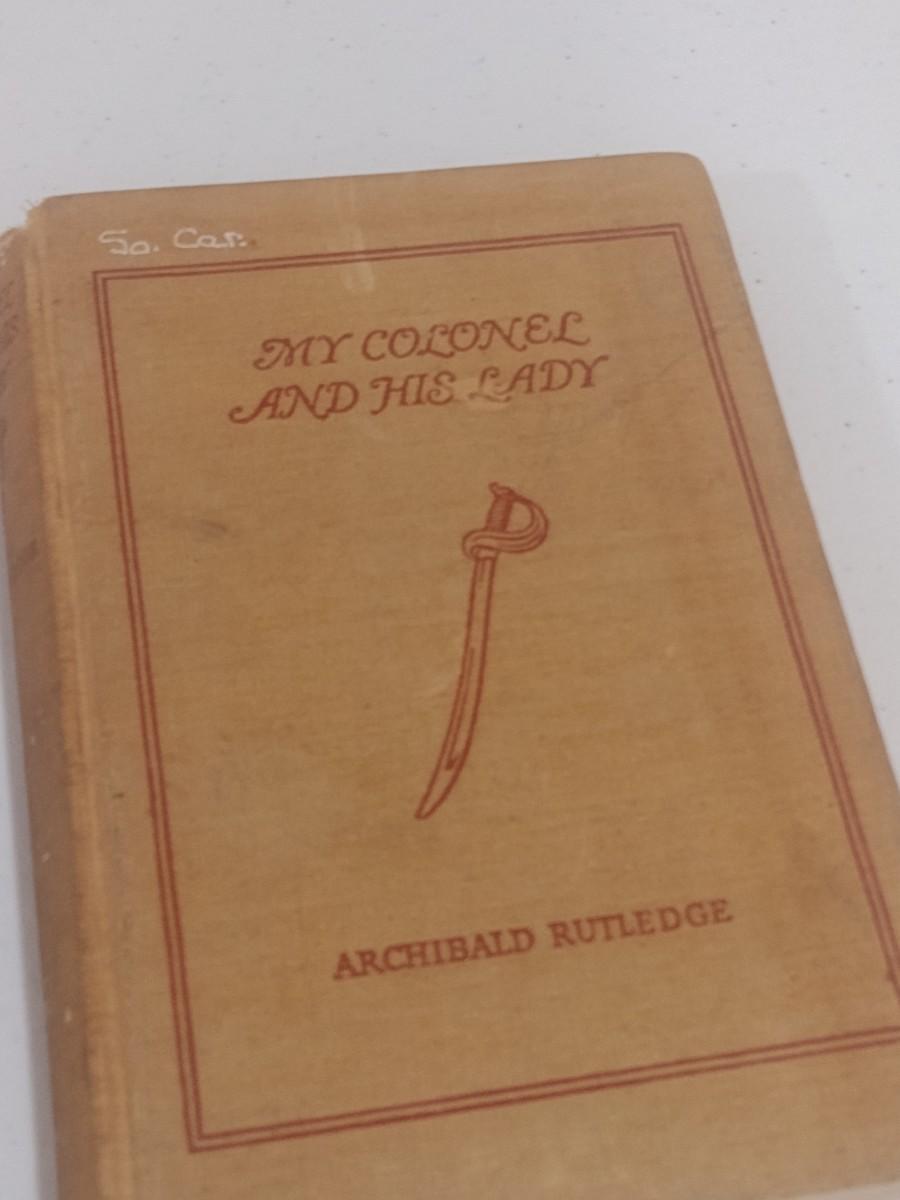 So. Car.
MY COLONEL
AND HIS LADY
ARCHIBALD RUTLEDGE